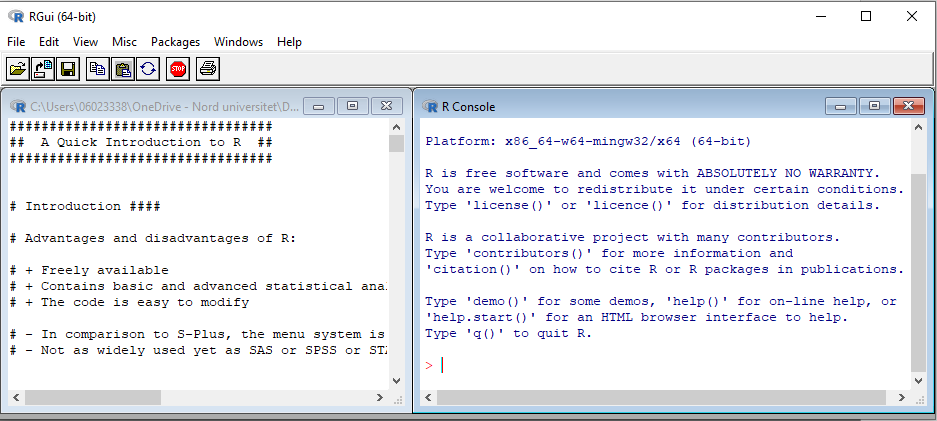 RGui (64-bit)
File Edit View Misc Packages Windows Help
STOP
C:\Users\06023338\OneDrive - Nord universitet\D...
#################################
## A Quick Introduction to R ##
#################################
# Introduction ####
# Advantages and disadvantages of R:
# + Freely available
# + Contains basic and advanced statistical ana
# + The code is easy to modify
# - In comparison to S-Plus, the menu system is
# - Not as widely used yet as SAS or SPSS or STA
R Console
Platform: x86_64-w64-mingw32/x64 (64-bit)
R is free software and comes with ABSOLUTELY NO WARRANTY.
You are welcome to redistribute it under certain conditions.
Type 'license()' or 'licence()' for distribution details.
R is a collaborative project with many contributors.
Type 'contributors()' for more information and
'citation()' on how to cite R or R packages in publications.
Type 'demo()' for some demos, 'help()' for on-line help, or
'help.start()' for an HTML browser interface to help.
Type 'q()' to quit R.
>